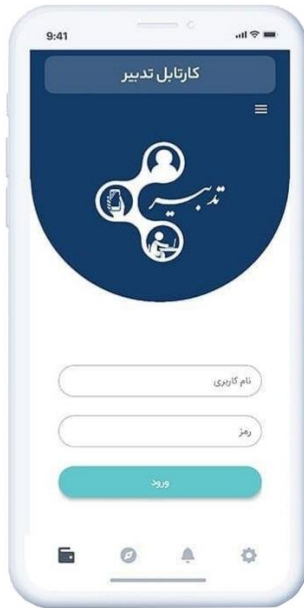 9:41
کارتابل تدبیر
تدبیر
نام کاربری
رمز
ورود